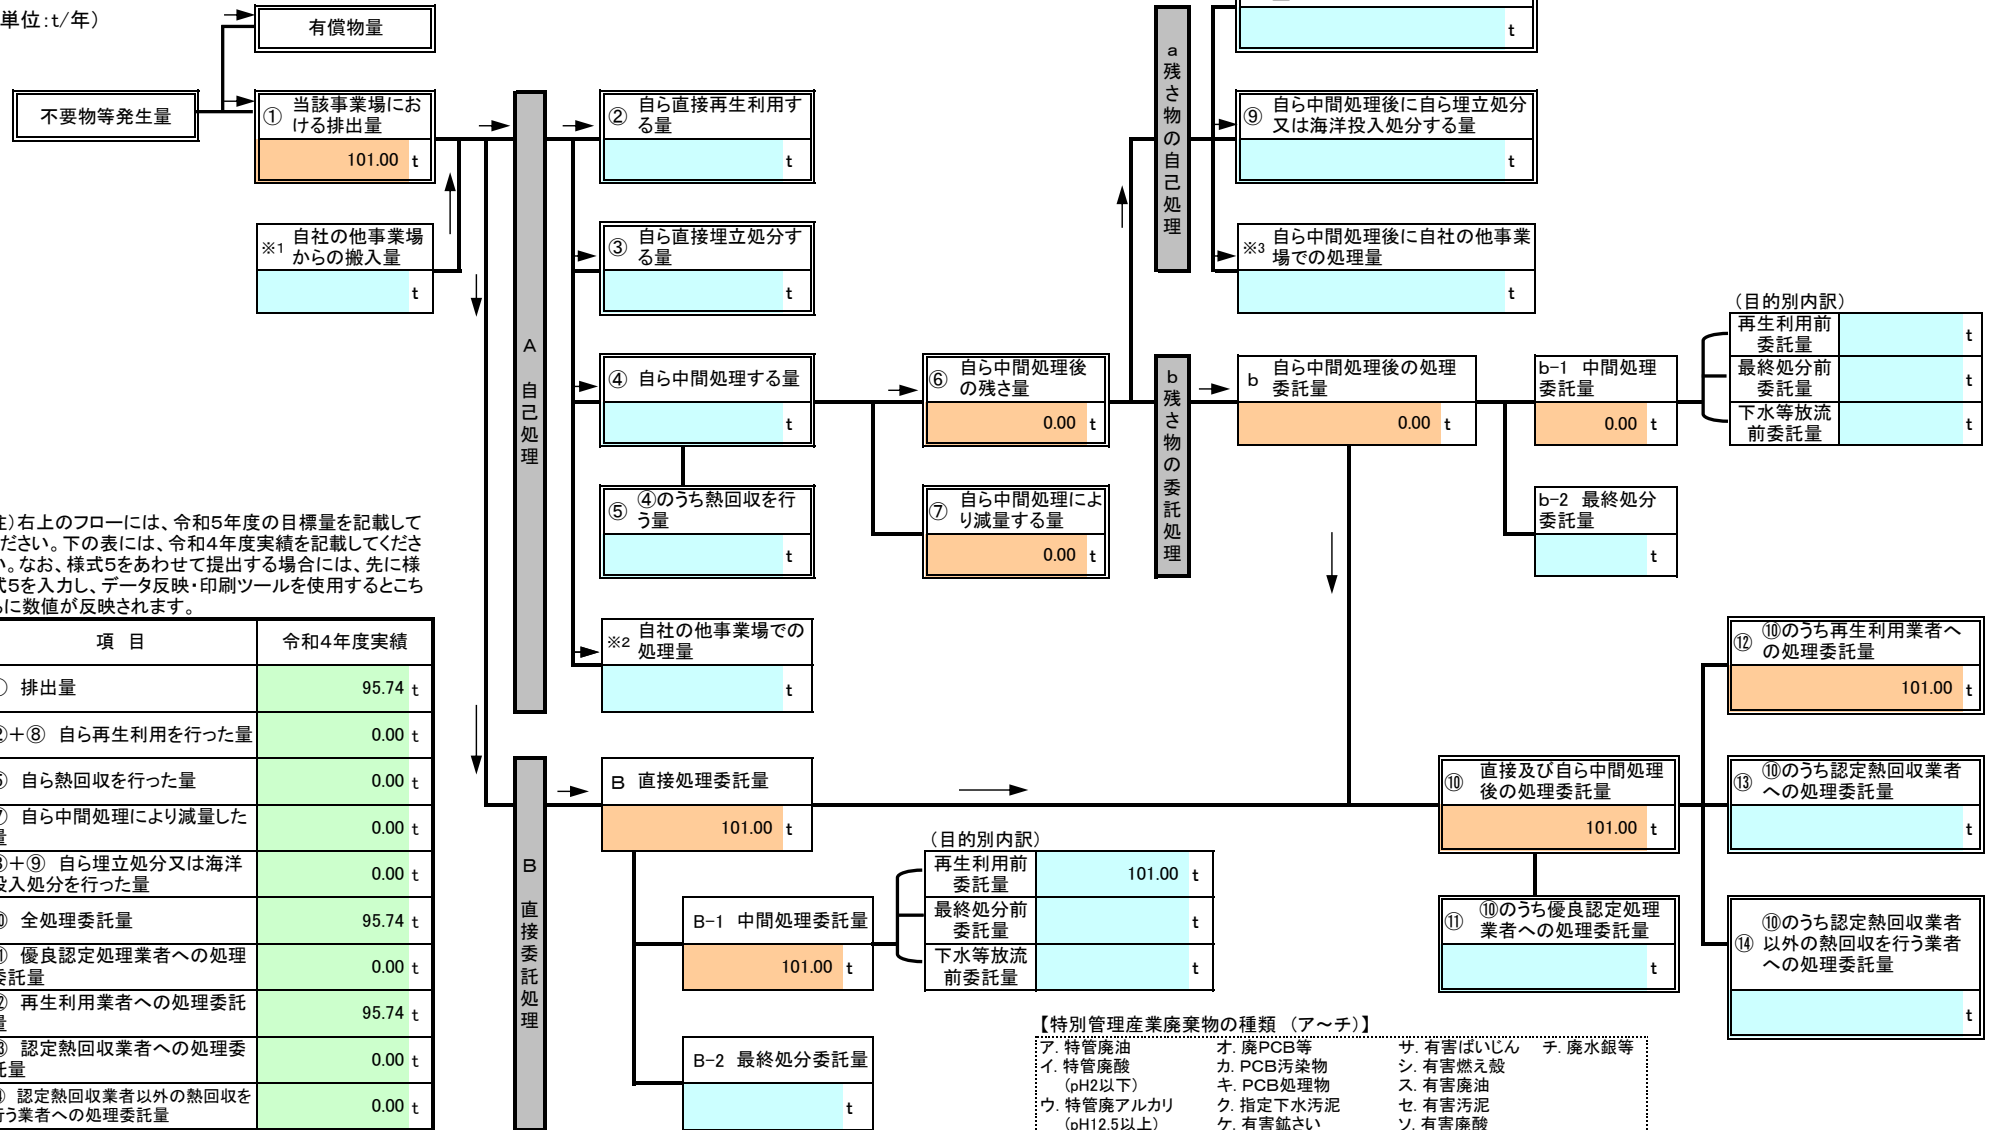 単位:t/年）
有償物量
t
不要物等発生量
① 当該事業場にお
ける排出量
101.00 t
※1 自社の他事業場
からの搬入量
t
A 自己処理
② 自ら直接再生利用す
る量
t
③ 自ら直接埋立処分す
る量
t
④ 自ら中間処理する量
t
⑤ ④のうち熱回収を行
う量
t
※2 自社の他事業場での
処理量
t
⑥ 自ら中間処理後
の残さ量
0.00 t
⑦ 自ら中間処理によ
り減量する量
0.00 t
a 残さ物の自己処理
⑨ 自ら中間処理後に自ら埋立処分
又は海洋投入処分する量
t
※3 自ら中間処理後に自社の他事業
場での処理量
t
b 残さ物の委託処理
b 自ら中間処理後の処理
委託量
0.00 t
b-1 中間処理
委託量
0.00 t
b-2 最終処分
委託量
t
（目的別内訳）
再生利用前
委託量 t
最終処分前
委託量 t
下水等放流
前委託量 t
注）右上のフローには、令和5年度の目標量を記載して
ください。下の表には、令和4年度実績を記載してくださ
い。なお、様式5をあわせて提出する場合には、先に様
式5を入力し、データ反映・印刷ツールを使用するとこち
らに数値が反映されます。
項 目 令和4年度実績
① 排出量 95.74 t
②＋⑧ 自ら再生利用を行った量 0.00 t
⑤ 自ら熱回収を行った量 0.00 t
⑦ 自ら中間処理により減量した
量 0.00 t
③＋⑨ 自ら埋立処分又は海洋
投入処分を行った量 0.00 t
⑩ 全処理委託量 95.74 t
⑪ 優良認定処理業者への処理
委託量 0.00 t
⑫ 再生利用業者への処理委託
量 95.74 t
⑬ 認定熱回収業者への処理委
託量 0.00 t
⑭ 認定熱回収業者以外の熱回収を
行う業者への処理委託量 0.00 t
B 直接委託処理
B 直接処理委託量
101.00 t
B-1 中間処理委託量
101.00 t
B-2 最終処分委託量
t
（目的別内訳）
再生利用前
委託量 101.00 t
最終処分前
委託量 t
下水等放流
前委託量 t
⑩ 直接及び自ら中間処理
後の処理委託量
101.00 t
⑪ ⑩のうち優良認定処理
業者への処理委託量
t
⑫ ⑩のうち再生利用業者へ
の処理委託量
101.00 t
⑬ ⑩のうち認定熱回収業者
への処理委託量
t
⑭ ⑩のうち認定熱回収業者
以外の熱回収を行う業者
への処理委託量
t
【特別管理産業廃棄物の種類 （ア～チ）】
ア. 特管廃油 オ. 廃PCB等 サ. 有害ばいじん チ. 廃水銀等
イ. 特管廃酸 カ. PCB汚染物 シ. 有害燃え殻
（pH2以下） キ. PCB処理物 ス. 有害廃油
ウ. 特管廃アルカリ ク. 指定下水汚泥 セ. 有害汚泥
（pH12.5以上） ケ. 有害鉱さい ソ. 有害廃酸